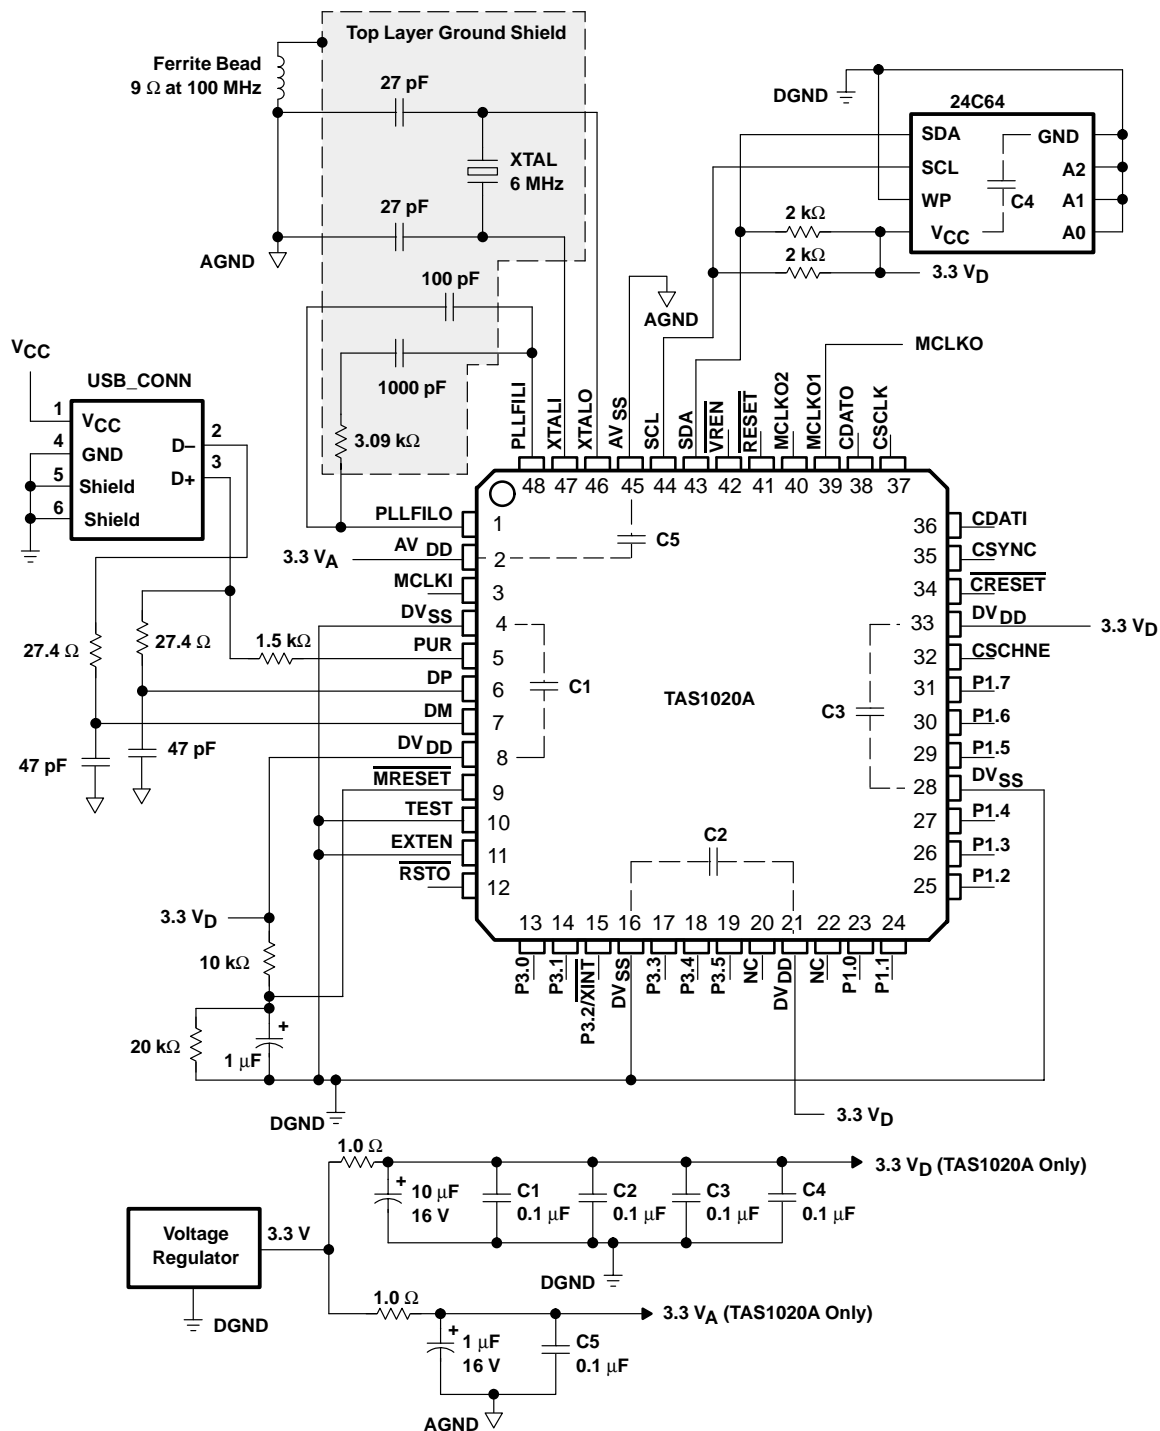 Top Layer Ground Shield
Ferrite Bead
9 Ω at 100 MHz
27 pF
XTAL
6 MHz
27 pF
AGND
100 pF
1000 pF
3.09 kΩ
DGND
24C64
SDA
SCL
WP
VCC
GND
A2
A1
A0
C4
2 kΩ
2 kΩ
3.3 VD
AGND
MCLKO
VCC
USB_CONN
1
4
5
6
VCC
GND
Shield
Shield
D–
D+
2
3
PLLFILI
XTALI
XTALO
AVSS
SCL
SDA
VREN
RESET
MCLKO2
MCLKO1
CDATO
CSCLK
48
47
46
45
44
43
42
41
40
39
38
37
PLLFILO
1
3.3 VA
AVDD
2
MCLKI
3
DVSS
4
PUR
5
DP
6
DM
7
DVDD
8
MRESET
9
TEST
10
EXTEN
11
RSTO
12
27.4 Ω
27.4 Ω
1.5 kΩ
47 pF
47 pF
C5
C1
TAS1020A
C3
C2
36
CDATI
35
CSYNC
34
CRESET
33
DVDD
3.3 VD
32
CSCHNE
31
P1.7
30
P1.6
29
P1.5
28
DVSS
27
P1.4
26
P1.3
25
P1.2
13
14
15
16
17
18
19
20
21
22
23
24
P3.0
P3.1
P3.2/XINT
DVSS
P3.3
P3.4
P3.5
NC
DVDD
NC
P1.0
P1.1
3.3 VD
10 kΩ
20 kΩ
+
1 μF
DGND
3.3 VD
1.0 Ω
+
10 μF
16 V
C1
0.1 μF
C2
0.1 μF
C3
0.1 μF
C4
0.1 μF
3.3 VD (TAS1020A Only)
DGND
Voltage
Regulator
3.3 V
DGND
1.0 Ω
+
1 μF
16 V
C5
0.1 μF
3.3 VA (TAS1020A Only)
AGND